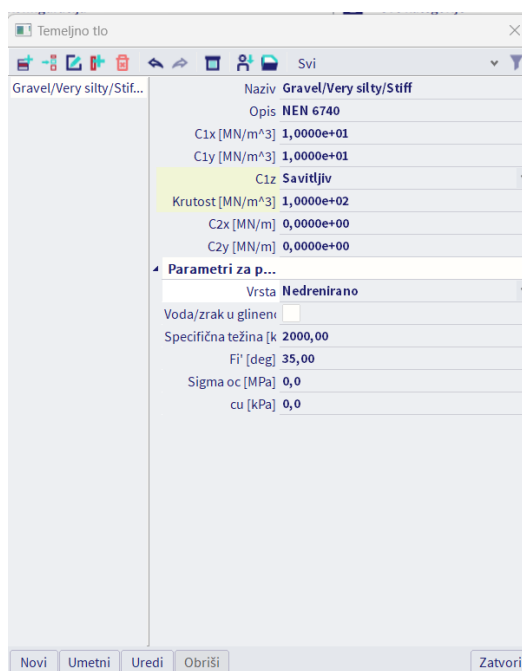 Temeljno tlo
Svi
Gravel/Very silty/Stif...
Naziv Gravel/Very silty/Stiff
Opis NEN 6740
C1x [MN/m^3] 1,0000e+01
C1y [MN/m^3] 1,0000e+01
C1z Savitljiv
Krutost [MN/m^3] 1,0000e+02
C2x [MN/m] 0,0000e+00
C2y [MN/m] 0,0000e+00
Parametri za p...
Vrsta Nedrenirano
Voda/zrak u glineno
Specifična težina [k 2000,00
Fi' [deg] 35,00
Sigma oc [MPa] 0,0
cu [kPa] 0,0
Novi Umetni Uredi Obriši Zatvori